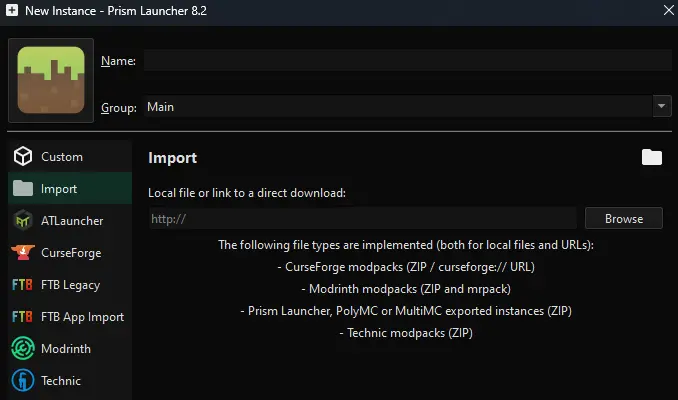 New Instance - Prism Launcher 8.2
Name:
Group: Main
Custom
Import
ATLauncher
CurseForge
FTB Legacy
FTB App Import
Modrinth
Technic
Import
Local file or link to a direct download:
http://
Browse
The following file types are implemented (both for local files and URLs):
- CurseForge modpacks (ZIP / curseforge:// URL)
- Modrinth modpacks (ZIP and mrpack)
- Prism Launcher, PolyMC or MultiMC exported instances (ZIP)
- Technic modpacks (ZIP)